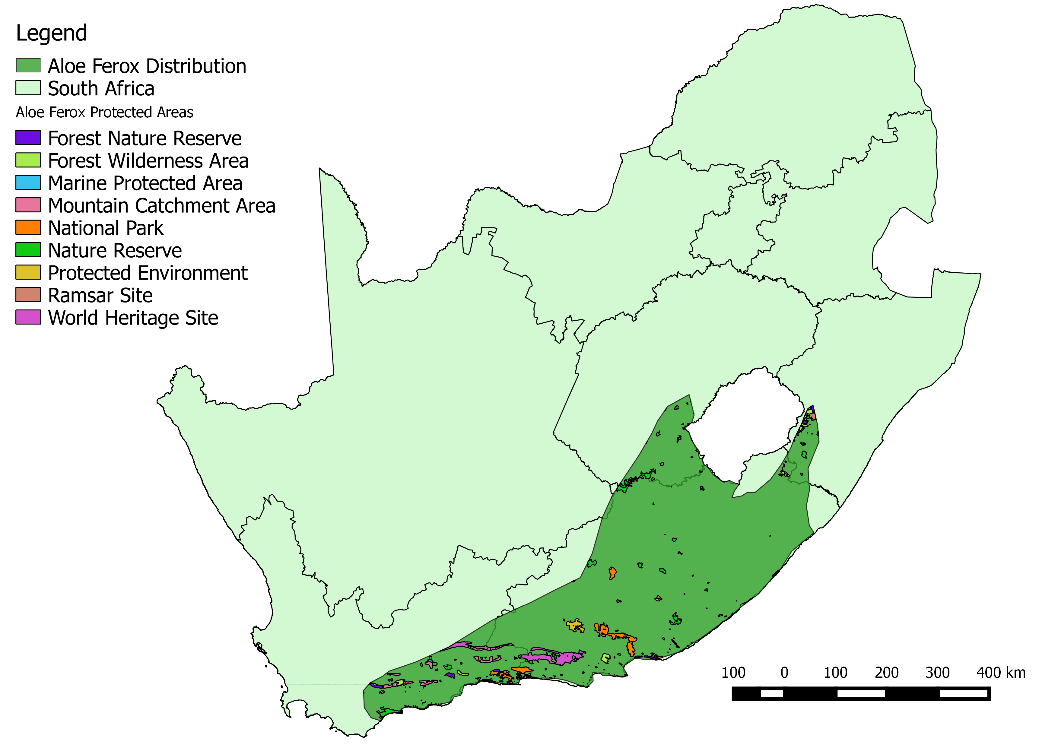 Legend
Aloe Ferox Distribution
South Africa
Aloe Ferox Protected Areas
Forest Nature Reserve
Forest Wilderness Area
Marine Protected Area
Mountain Catchment Area
National Park
Nature Reserve
Protected Environment
Ramsar Site
World Heritage Site
100 0 100 200 300 400 km